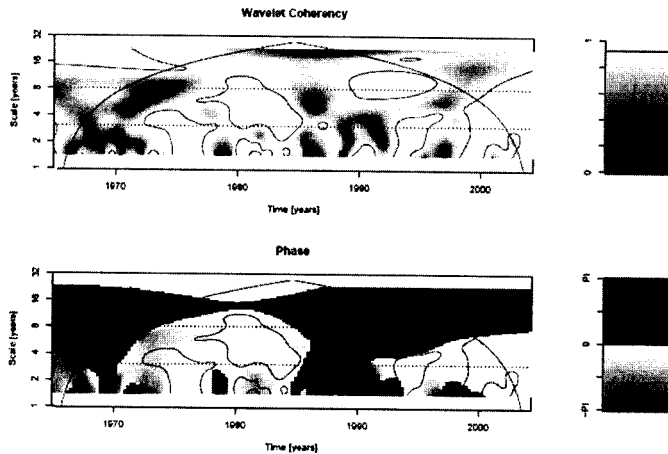 Wavelet Coherency
Scale [years]
32
16
8
4
2
1
1970
1980
1990
2000
Time [years]
1
0
Phase
Scale [years]
32
16
8
4
2
1
1970
1980
1990
2000
Time [years]
PI
0
-PI